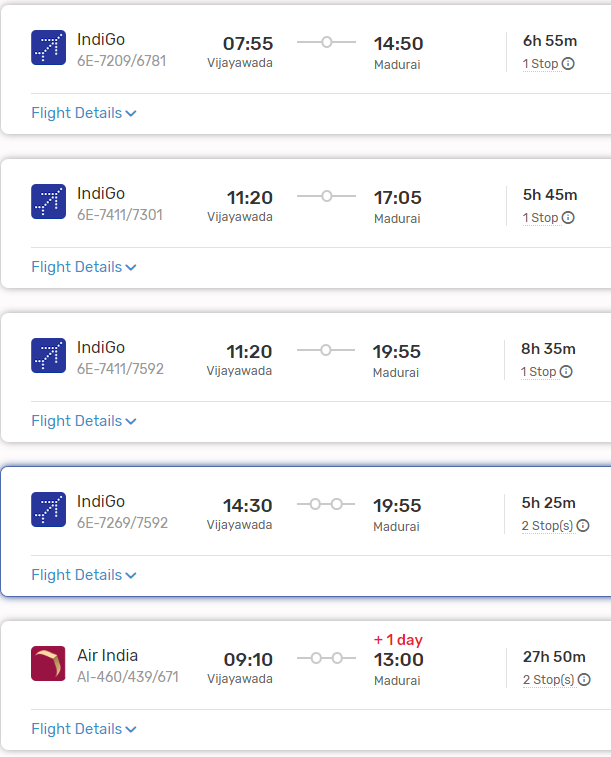 IndiGo 07:55 14:50 6h 55m
6E-7209/6781 Vijayawada Madurai 1 Stop
Flight Details
IndiGo 11:20 17:05 5h 45m
6E-7411/7301 Vijayawada Madurai 1 Stop
Flight Details
IndiGo 11:20 19:55 8h 35m
6E-7411/7592 Vijayawada Madurai 1 Stop
Flight Details
IndiGo 14:30 19:55 5h 25m
6E-7269/7592 Vijayawada Madurai 2 Stop(s)
Flight Details
+ 1 day
Air India 09:10 13:00 27h 50m
AI-460/439/671 Vijayawada Madurai 2 Stop(s)
Flight Details